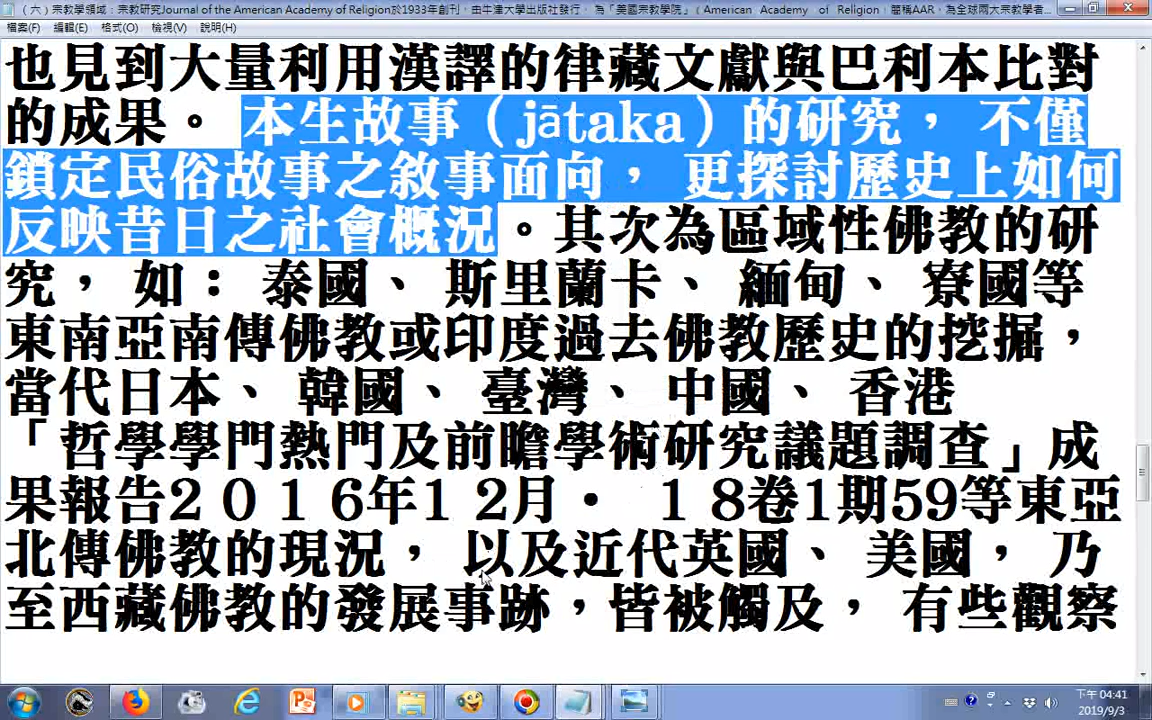 (六)宗教學領域:宗教研究Journal of the American Academy of Religion於1933年創刊,由牛津大學出版社發行,為「美國宗教學院」(American Academy of Religion;簡稱AAR,為全球兩大宗教學者...
檔案(F) 編輯(E) 格式(O) 檢視(V) 說明(H)
也見到大量利用漢譯的律藏文獻與巴利本比對
的成果。 本生故事(jātaka)的研究, 不僅
鎖定民俗故事之敘事面向, 更探討歷史上如何
反映昔日之社會概況。其次為區域性佛教的研
究, 如: 泰國、 斯里蘭卡、 緬甸、 寮國等
東南亞南傳佛教或印度過去佛教歷史的挖掘,
當代日本、 韓國、 臺灣、 中國、 香港
「哲學學門熱門及前瞻學術研究議題調查」成
果報告2016年12月• 18卷1期59等東亞
北傳佛教的現況, 以及近代英國、 美國, 乃
至西藏佛教的發展事跡,皆被觸及, 有些觀察
下午 04:41
2019/9/3